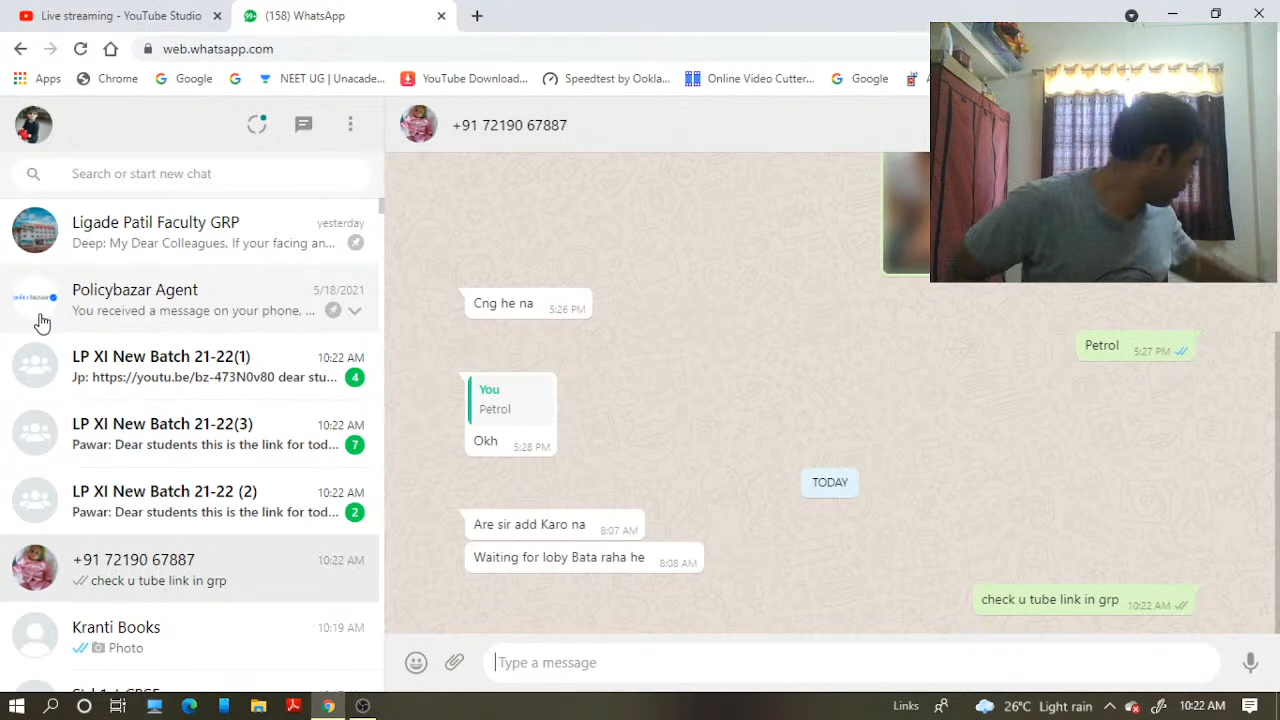 Live streaming - YouTube Studio
99+
(158) WhatsApp
web.whatsapp.com
Apps
Chrome
Google
NEET UG | Unacade...
YouTube Download...
Speedtest by Ookla...
Online Video Cutter...
Google
+91 72190 67887
Search or start new chat
Ligade Patil Faculty GRP
yesterday
Deep: My Dear Colleagues, If your facing an...
Policybazar Agent
5/18/2021
You received a message on your phone, ...
LP XI New Batch 21-22(1)
10:22 AM
Jp: https://youtu.be/bz-473N0v80 dear stu...
4
LP XI New Batch 21-22(3)
10:22 AM
Pawar: Dear students this is the link for tod...
7
LP XI New Batch 21-22 (2)
10:22 AM
Pawar: Dear students this is the link for tod...
2
+91 72190 67887
10:22 AM
check u tube link in grp
Kranti Books
10:19 AM
Photo
Cng he na
5:26 PM
Petrol
5:27 PM
You
Petrol
Okh
5:28 PM
TODAY
Are sir add Karo na
8:07 AM
Waiting for loby Bata raha he
8:08 AM
check u tube link in grp
10:22 AM
Type a message
Links
26°C Light rain
10:22 AM